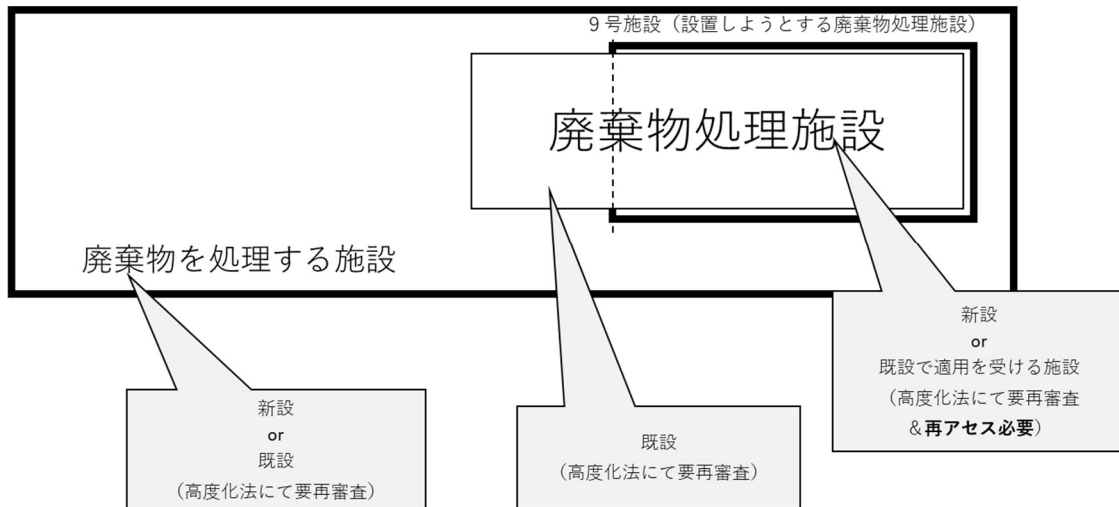 ９号施設（設置しようとする廃棄物処理施設）
廃棄物処理施設
廃棄物を処理する施設
新設
or
既設で適用を受ける施設
（高度化法にて要再審査
＆再アセス必要）
新設
or
既設
（高度化法にて要再審査）
既設
（高度化法にて要再審査）